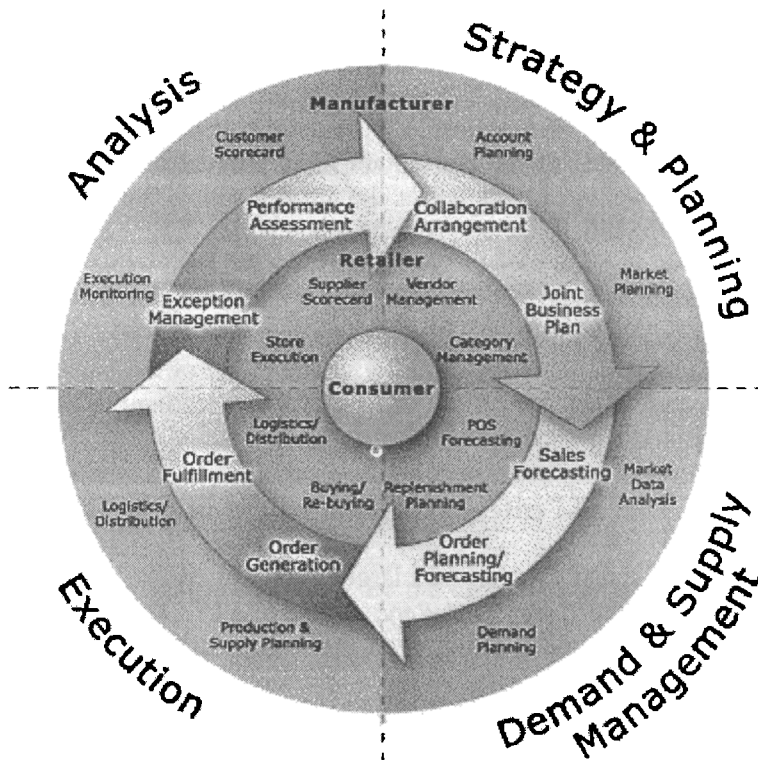 Strategy & Planning
Analysis
Manufacturer
Customer
Scorecard
Account
Planning
Performance
Assessment
Collaboration
Arrangement
Retailer
Execution
Monitoring
Exception
Management
Supplier
Scorecard
Vendor
Management
Joint
Business
Plan
Market
Planning
Store
Execution
Category
Management
Consumer
Logistics/
Distribution
POS
Forecasting
Order
Fulfillment
Sales
Forecasting
Market
Data
Analysis
Logistics/
Distribution
Buying/
Re-buying
Replenishment
Planning
Order
Generation
Order
Planning/
Forecasting
Production &
Supply Planning
Demand
Planning
Execution
Demand & Supply
Management